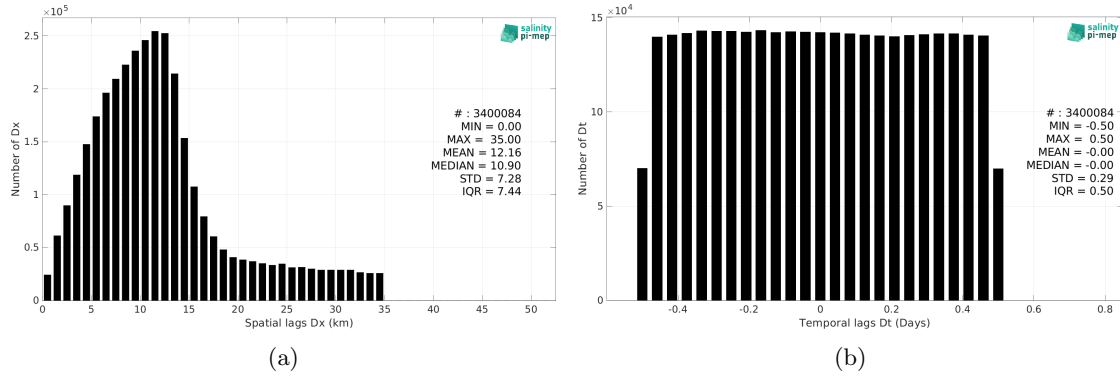 ×10⁵
2.5
2
1.5
1
0.5
0
Number of Dx
0 5 10 15 20 25 30 35 40 45 50
Spatial lags Dx (km)
salinity
pi-mep
# : 3400084
MIN = 0.00
MAX = 35.00
MEAN = 12.16
MEDIAN = 10.90
STD = 7.28
IQR = 7.44
(a)
×10⁴
15
10
5
0
Number of Dt
-0.4 -0.2 0 0.2 0.4 0.6 0.8
Temporal lags Dt (Days)
salinity
pi-mep
# : 3400084
MIN = -0.50
MAX = 0.50
MEAN = -0.00
MEDIAN = -0.00
STD = 0.29
IQR = 0.50
(b)